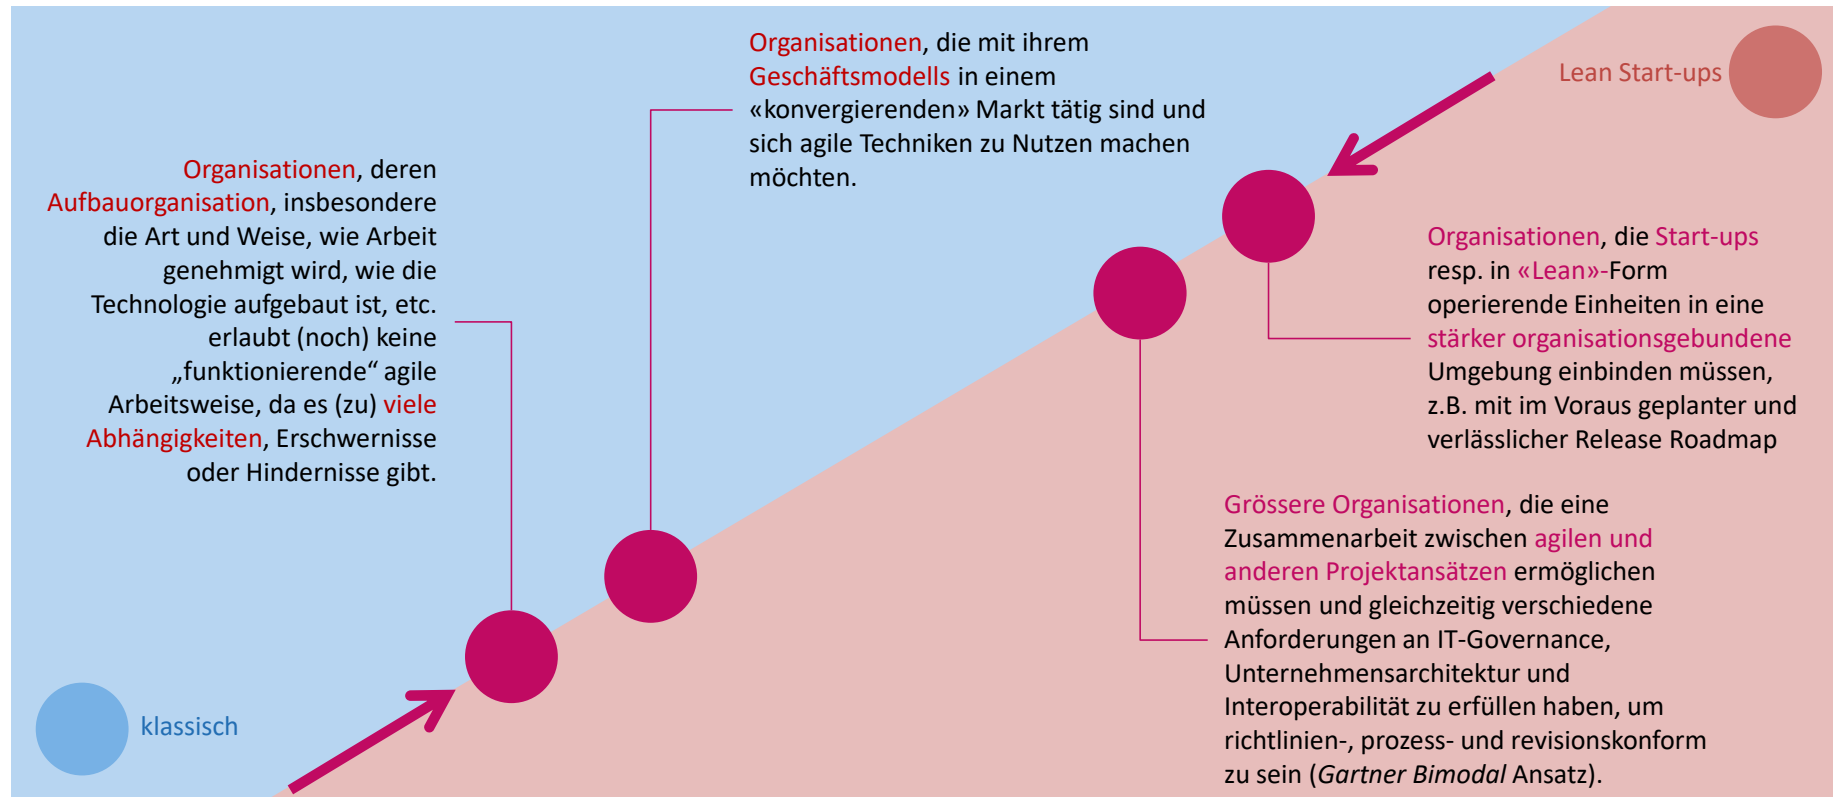 Organisationen, deren
Aufbauorganisation, insbesondere
die Art und Weise, wie Arbeit
genehmigt wird, wie die
Technologie aufgebaut ist, etc.
erlaubt (noch) keine
„funktionierende“ agile
Arbeitsweise, da es (zu) viele
Abhängigkeiten, Erschwernisse
oder Hindernisse gibt.
klassisch
Organisationen, die mit ihrem
Geschäftsmodells in einem
«konvergierenden» Markt tätig sind und
sich agile Techniken zu Nutzen machen
möchten.
Lean Start-ups
Organisationen, die Start-ups
resp. in «Lean»-Form
operierende Einheiten in eine
stärker organisationsgebundene
Umgebung einbinden müssen,
z.B. mit im Voraus geplanter und
verlässlicher Release Roadmap
Grössere Organisationen, die eine
Zusammenarbeit zwischen agilen und
anderen Projektansätzen ermöglichen
müssen und gleichzeitig verschiedene
Anforderungen an IT-Governance,
Unternehmensarchitektur und
Interoperabilität zu erfüllen haben, um
richtlinien-, prozess- und revisionskonform
zu sein (Gartner Bimodal Ansatz).